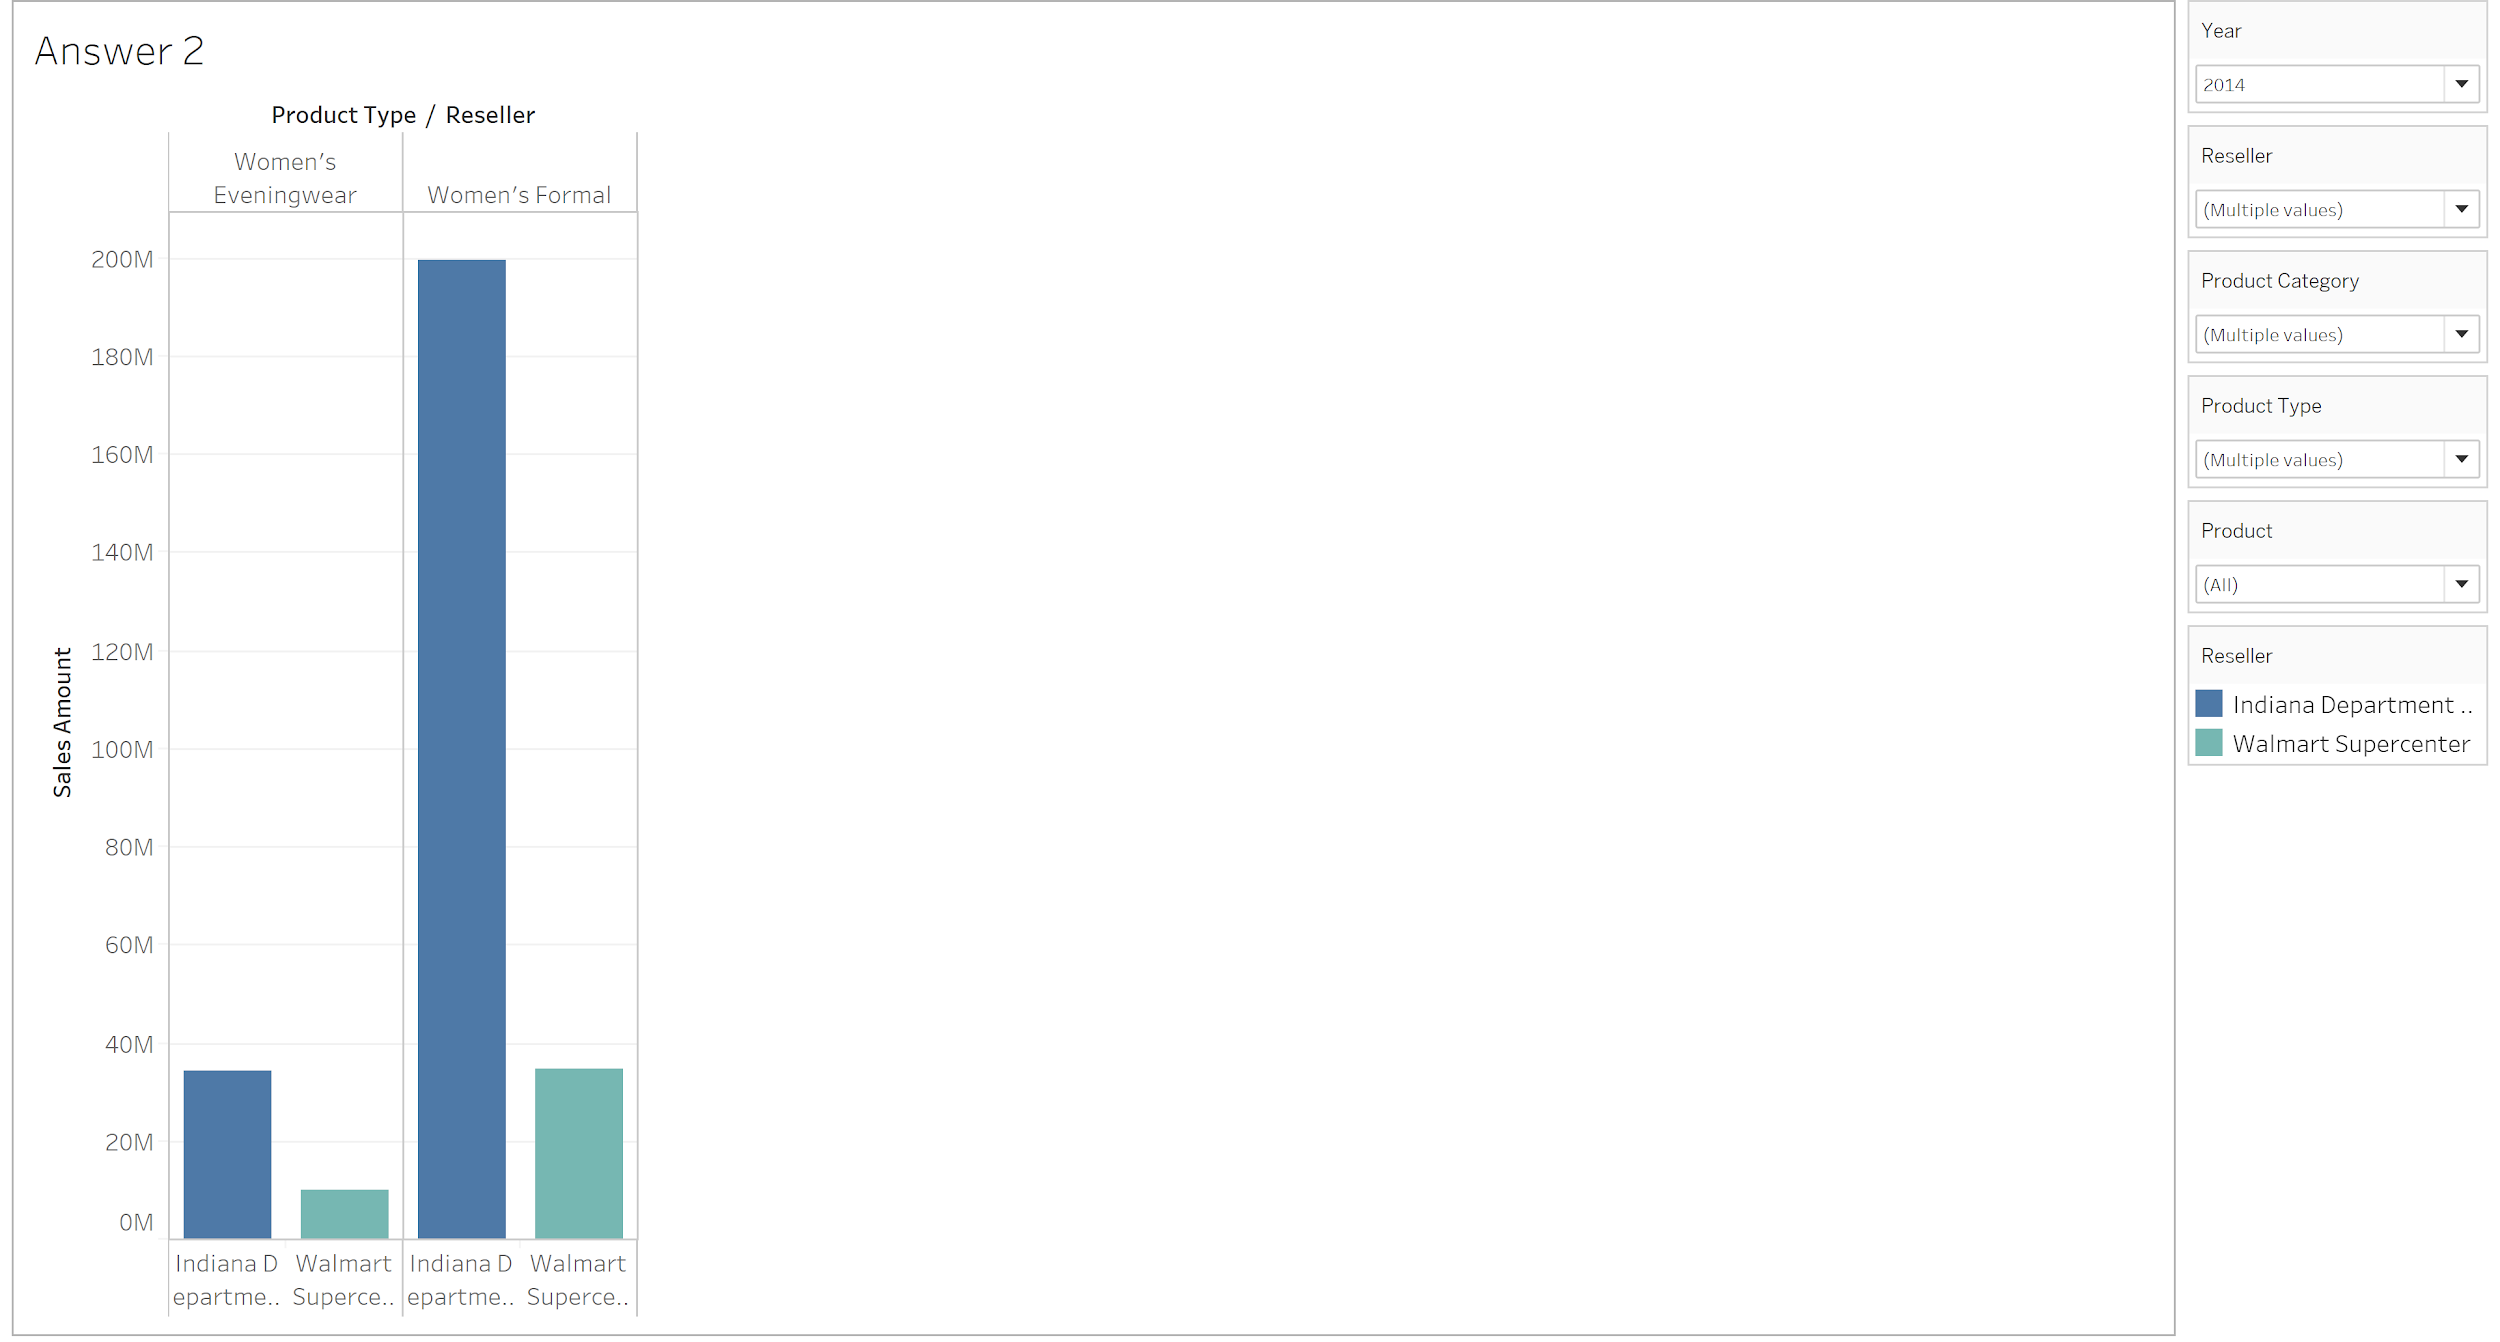 Answer 2
Product Type / Reseller
Women's
Eveningwear
Women's Formal
200M
180M
160M
140M
120M
100M
80M
60M
40M
20M
0M
Sales Amount
Indiana D
epartme..
Walmart
Superce..
Indiana D
epartme..
Walmart
Superce..
Year
2014
Reseller
(Multiple values)
Product Category
(Multiple values)
Product Type
(Multiple values)
Product
(All)
Reseller
Indiana Department ..
Walmart Supercenter